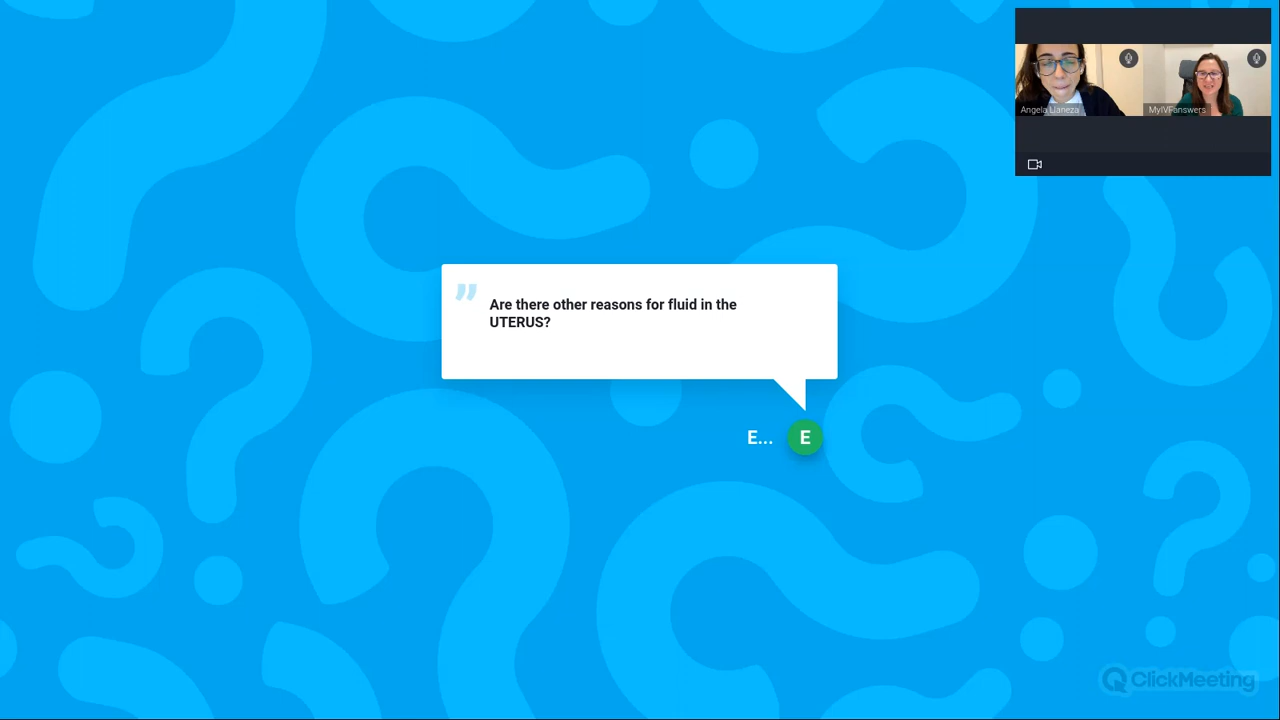 Angela Llaneza
MyIVFanswers
”
Are there other reasons for fluid in the
UTERUS?
E...
E
ClickMeeting